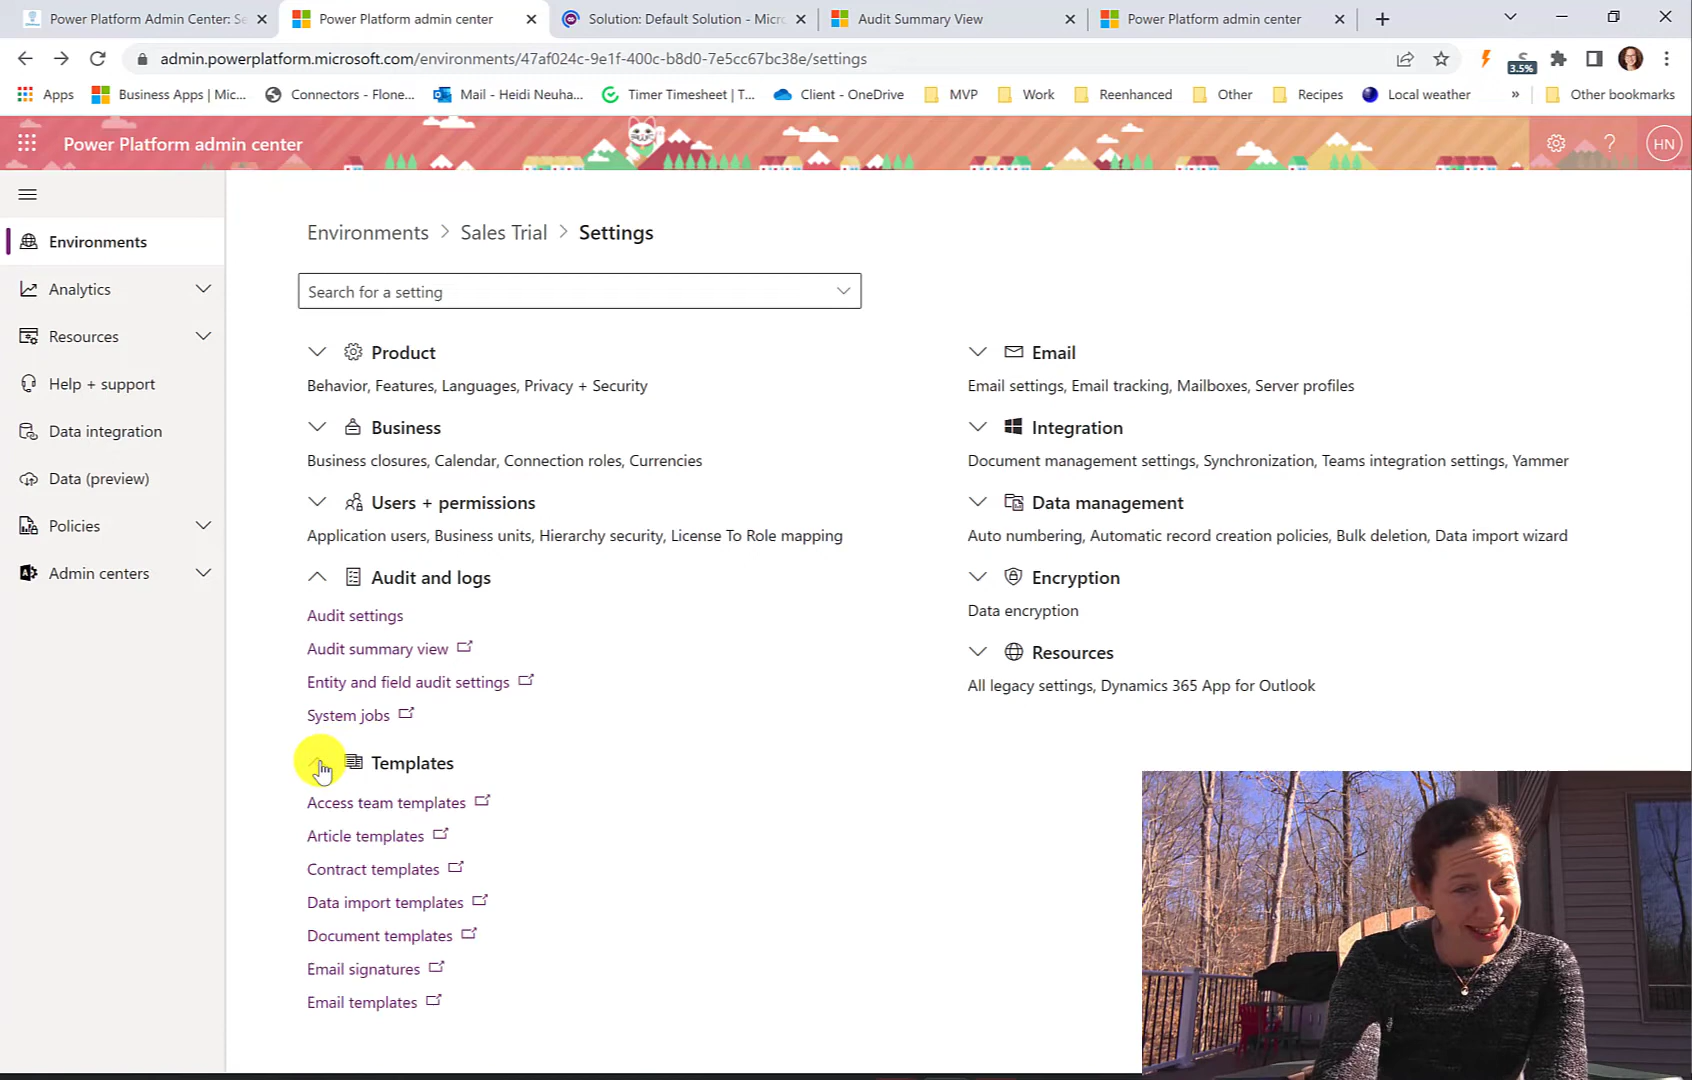 Power Platform Admin Center: Se
Power Platform admin center
Solution: Default Solution - Micro
Audit Summary View
Power Platform admin center
admin.powerplatform.microsoft.com/environments/47af024c-9e1f-400c-b8d0-7e5cc67bc38e/settings
3.5%
Apps
Business Apps | Mic...
Connectors - Flone...
Mail - Heidi Neuha...
Timer Timesheet | T...
Client - OneDrive
MVP
Work
Reenhanced
Other
Recipes
Local weather
»
Other bookmarks
Power Platform admin center
?
HN
Environments
Analytics
Resources
Help + support
Data integration
Data (preview)
Policies
Admin centers
Environments > Sales Trial > Settings
Search for a setting
Product
Behavior, Features, Languages, Privacy + Security
Business
Business closures, Calendar, Connection roles, Currencies
Users + permissions
Application users, Business units, Hierarchy security, License To Role mapping
Audit and logs
Audit settings
Audit summary view
Entity and field audit settings
System jobs
Templates
Access team templates
Article templates
Contract templates
Data import templates
Document templates
Email signatures
Email templates
Email
Email settings, Email tracking, Mailboxes, Server profiles
Integration
Document management settings, Synchronization, Teams integration settings, Yammer
Data management
Auto numbering, Automatic record creation policies, Bulk deletion, Data import wizard
Encryption
Data encryption
Resources
All legacy settings, Dynamics 365 App for Outlook